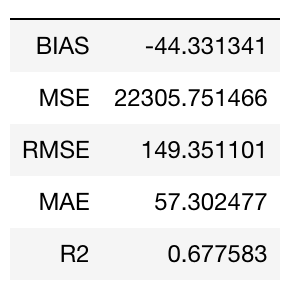 BIAS -44.331341
MSE 22305.751466
RMSE 149.351101
MAE 57.302477
R2 0.677583